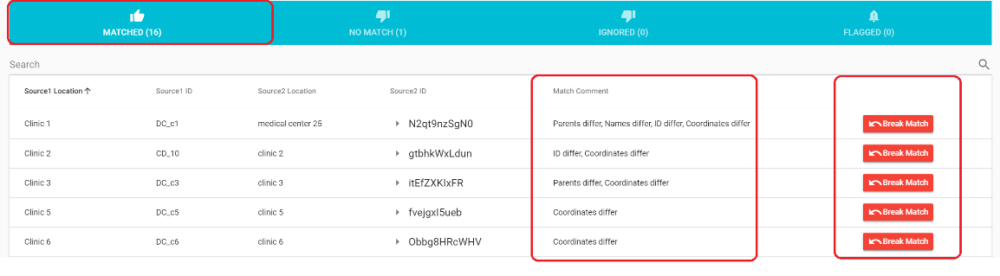 MATCHED (16) NO MATCH (1) IGNORED (0) FLAGGED (0)
Search
Source1 Location Source1 ID Source2 Location Source2 ID Match Comment
Clinic 1 DC_c1 medical center 25 N2qt9nzSgN0 Parents differ, Names differ, ID differ, Coordinates differ Break Match
Clinic 2 CD_10 clinic 2 gtbhkWxLdun ID differ, Coordinates differ Break Match
Clinic 3 DC_c3 clinic 3 itEfZXKIxFR Parents differ, Coordinates differ Break Match
Clinic 5 DC_c5 clinic 5 fvejgxI5ueb Coordinates differ Break Match
Clinic 6 DC_c6 clinic 6 Obbg8HRcWHV Coordinates differ Break Match